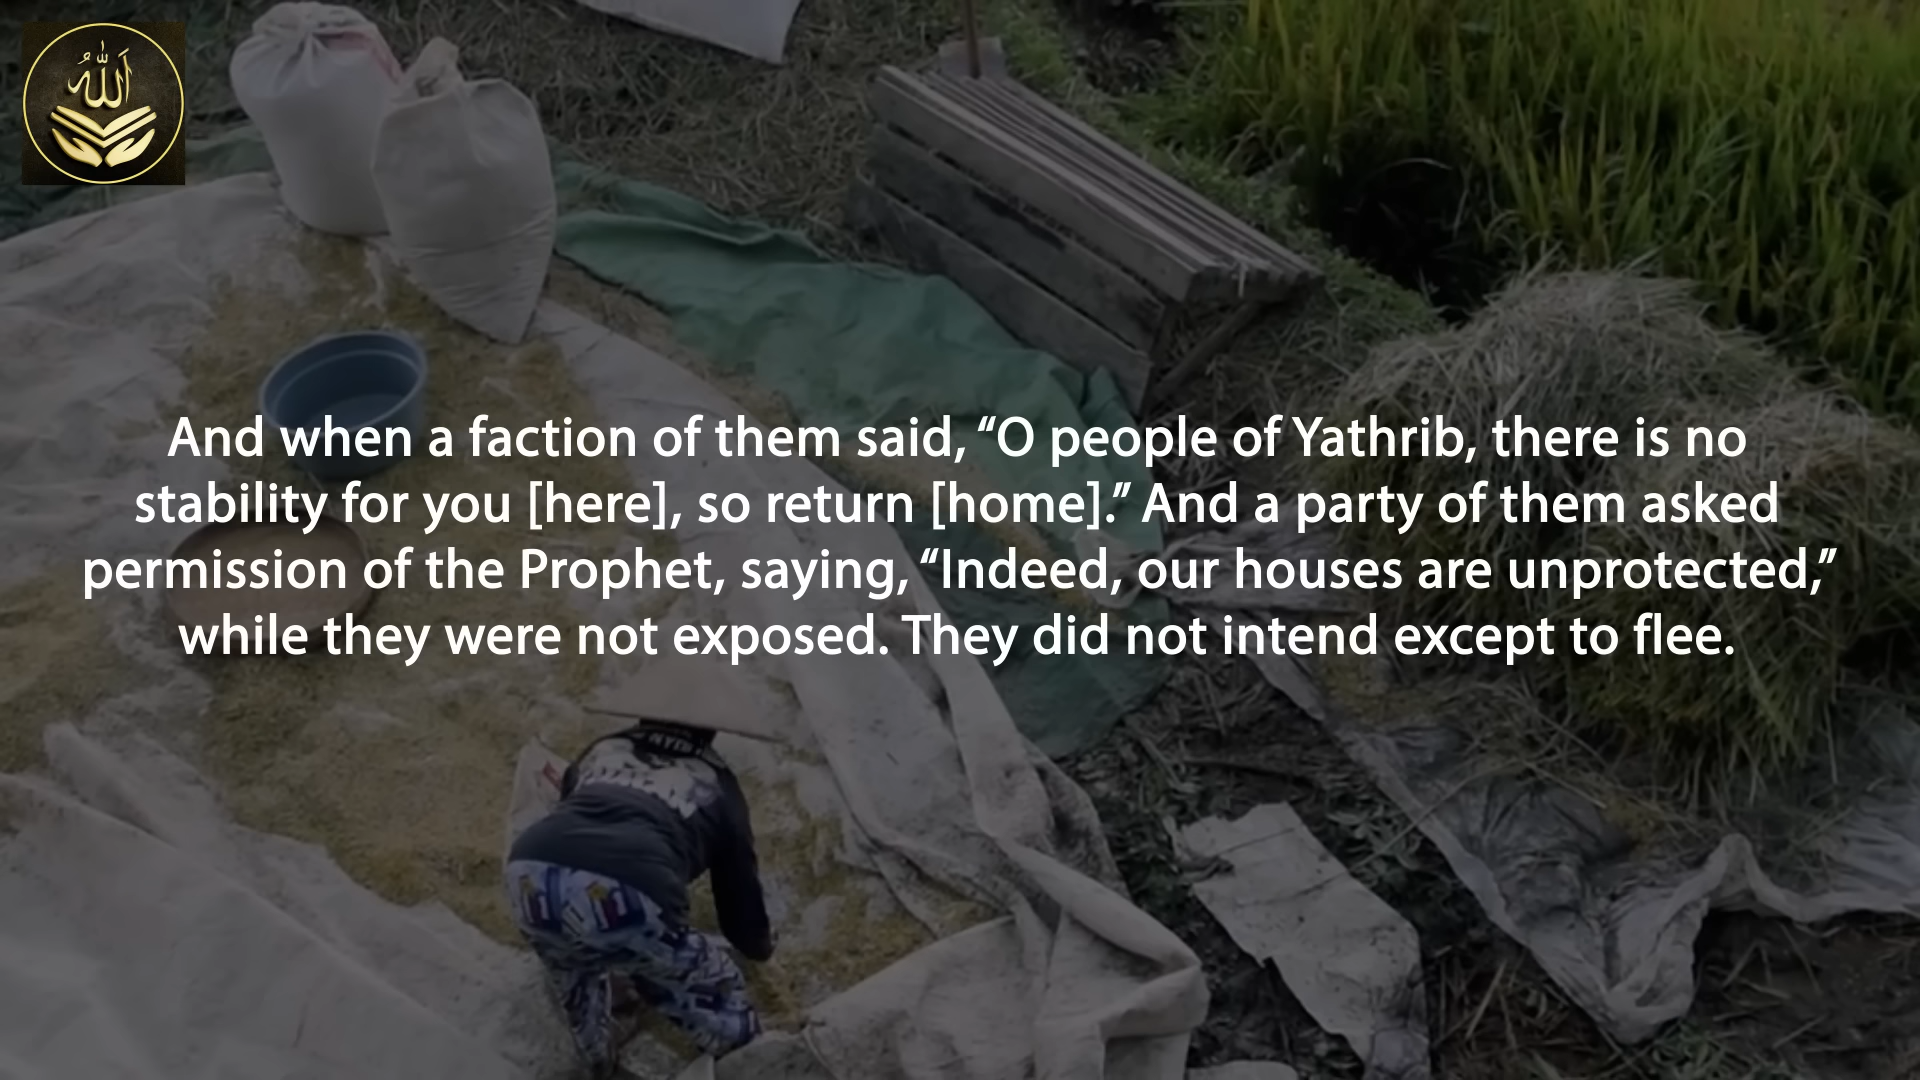 الله
And when a faction of them said, “O people of Yathrib, there is no
stability for you [here], so return [home].” And a party of them asked
permission of the Prophet, saying, “Indeed, our houses are unprotected,”
while they were not exposed. They did not intend except to flee.